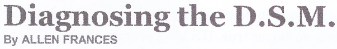 Diagnosing the D.S.M.
By ALLEN FRANCES